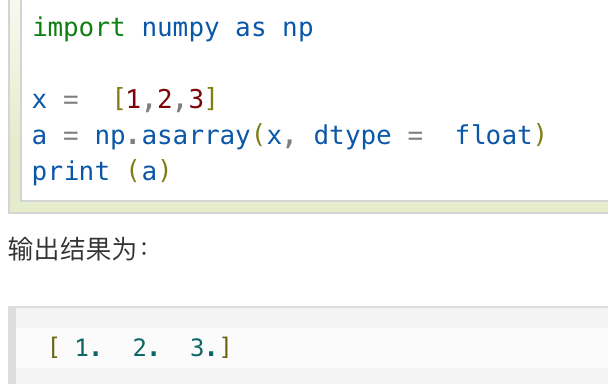 import numpy as np
x =  [1,2,3]
a = np.asarray(x, dtype =  float)
print (a)
输出结果为：
[ 1.  2.  3.]